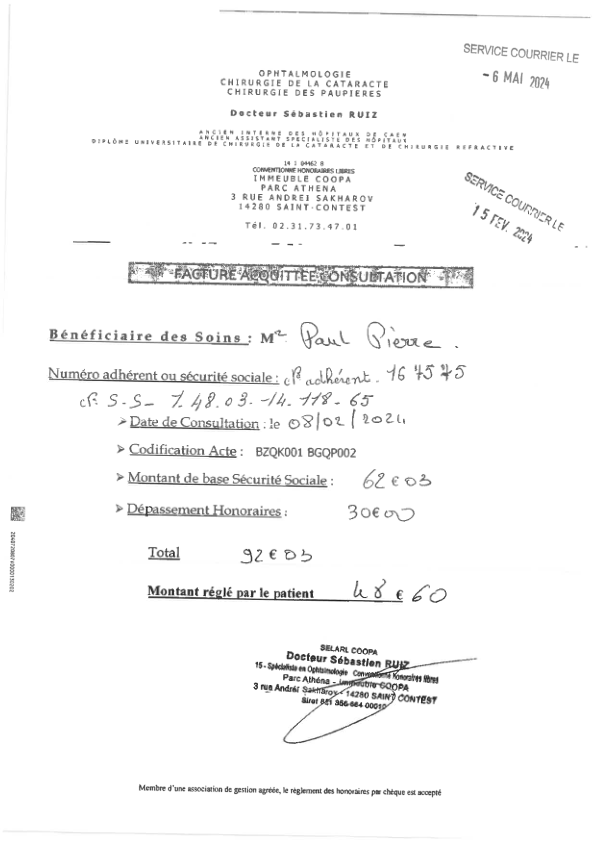 SERVICE COURRIER LE
- 6 MAI 2024
OPHTALMOLOGIE
CHIRURGIE DE LA CATARACTE
CHIRURGIE DES PAUPIERES
Docteur Sébastien RUIZ
ANCIEN INTERNE DES HÔPITAUX DE CAEN
ANCIEN ASSISTANT SPECIALISTE DES HÔPITAUX
DIPLÔME UNIVERSITAIRE DE CHIRURGIE DE LA CATARACTE ET DE CHIRURGIE REFRACTIVE
14 1 04462 8
CONVENTIONNE HONORAIRES LIBRES
IMMEUBLE COOPA
PARC ATHENA
3 RUE ANDREI SAKHAROV
14280 SAINT-CONTEST
Tél. 02.31.73.47.01
SERVICE COURRIER LE
15 FEV. 2024
FACTURE ACQUITTEE CONSULTATION
Bénéficiaire des Soins : Mr Paul Pierre.
Numéro adhérent ou sécurité sociale : n° adhérent. 167575
n° S-S- 1.48.03-14.118-65
➢ Date de Consultation : le 08/02/2024
➢ Codification Acte : BZQK001 BGQP002
➢ Montant de base Sécurité Sociale : 62 € 03
➢ Dépassement Honoraires : 30 € 00
Total 92 € 03
Montant réglé par le patient 48 € 60
SELARL COOPA
Docteur Sébastien RUIZ
15 - Spécialiste en Ophtalmologie Conventionné Honoraires libres
Parc Athéna - Immeuble COOPA
3 rue Andréi Sakharov - 14280 SAINT CONTEST
Siret 851 956 664 00010
Membre d'une association de gestion agréée, le règlement des honoraires par chèque est accepté